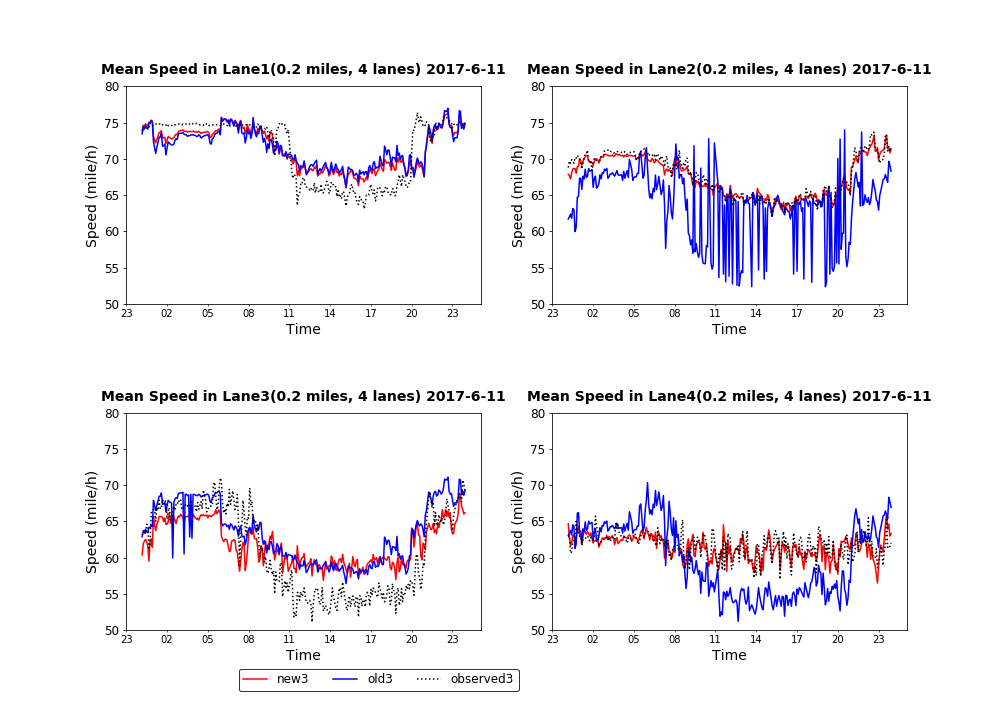 Mean Speed in Lane1(0.2 miles, 4 lanes) 2017-6-11
80
75
70
65
60
55
50
Speed (mile/h)
23 02 05 08 11 14 17 20 23
Time
Mean Speed in Lane2(0.2 miles, 4 lanes) 2017-6-11
80
75
70
65
60
55
50
Speed (mile/h)
23 02 05 08 11 14 17 20 23
Time
Mean Speed in Lane3(0.2 miles, 4 lanes) 2017-6-11
80
75
70
65
60
55
50
Speed (mile/h)
23 02 05 08 11 14 17 20 23
Time
Mean Speed in Lane4(0.2 miles, 4 lanes) 2017-6-11
80
75
70
65
60
55
50
Speed (mile/h)
23 02 05 08 11 14 17 20 23
Time
new3 old3 observed3